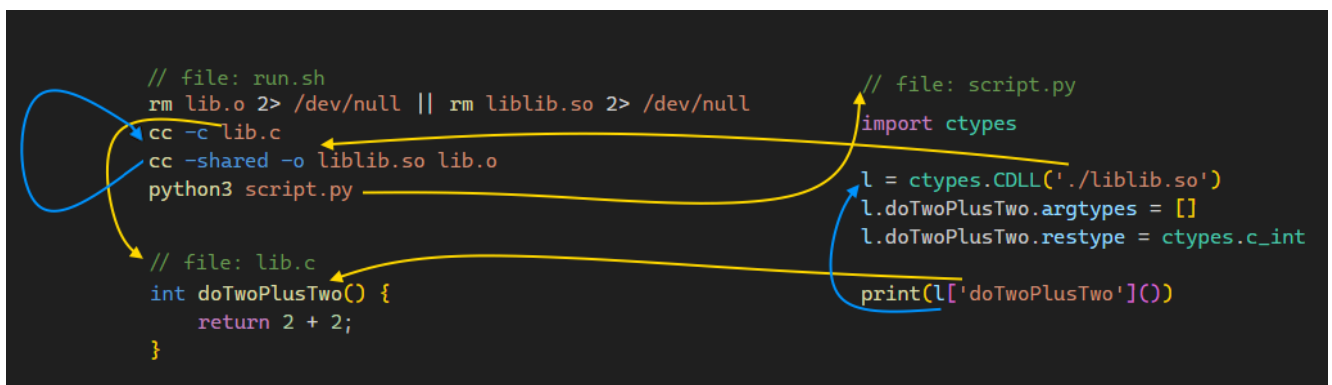 // file: run.sh
rm lib.o 2> /dev/null || rm liblib.so 2> /dev/null
cc -c lib.c
cc -shared -o liblib.so lib.o
python3 script.py
// file: lib.c
int doTwoPlusTwo() {
    return 2 + 2;
}
// file: script.py
import ctypes
l = ctypes.CDLL('./liblib.so')
l.doTwoPlusTwo.argtypes = []
l.doTwoPlusTwo.restype = ctypes.c_int
print(l['doTwoPlusTwo']())